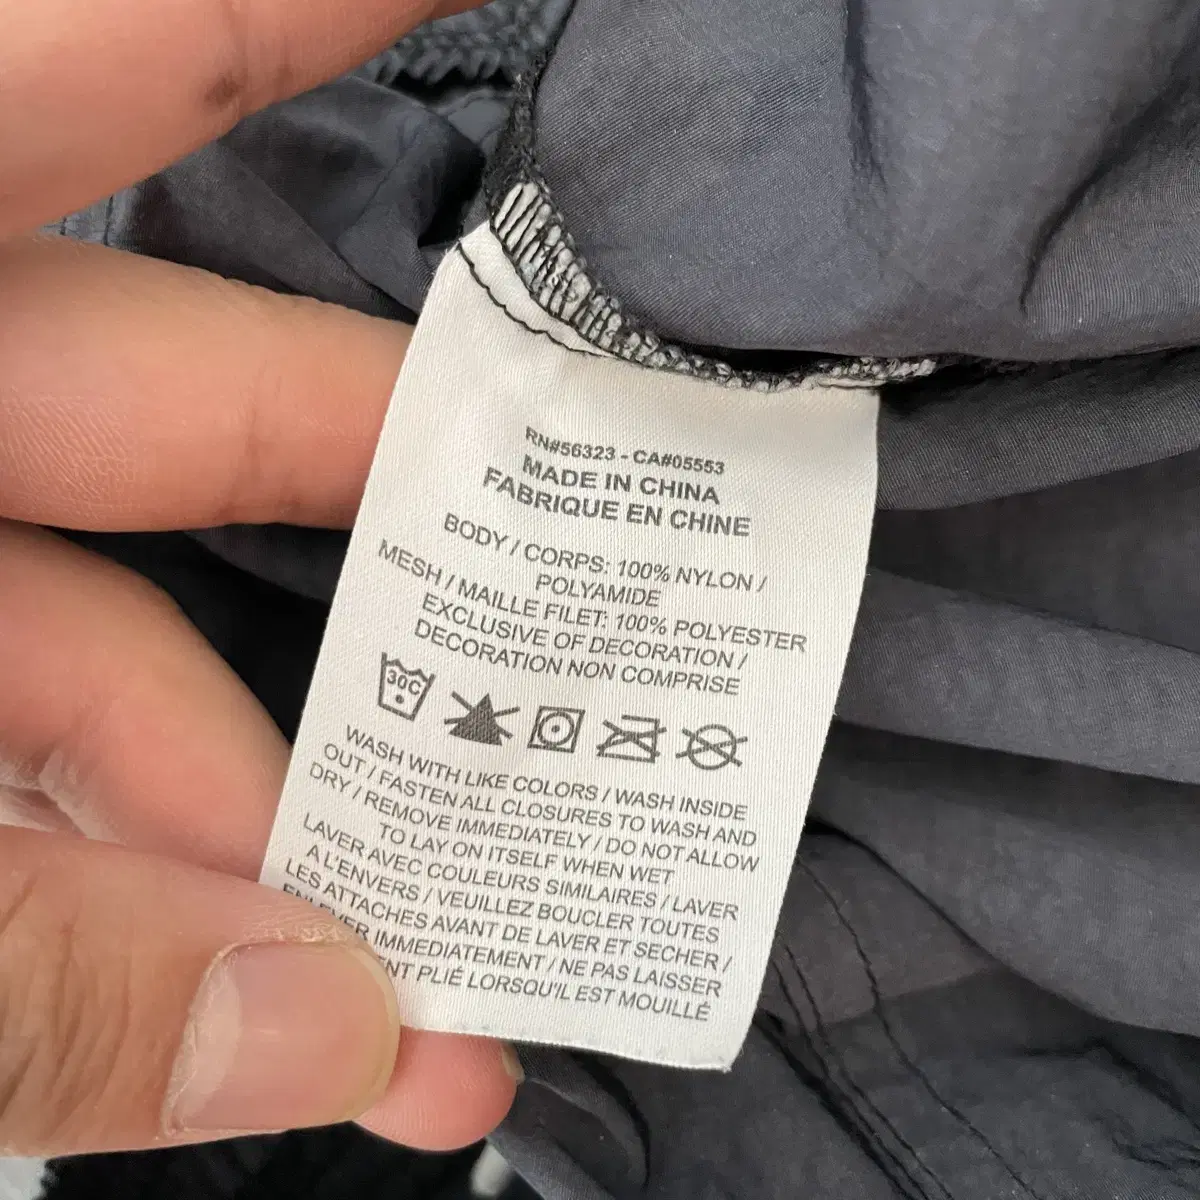 RN#56323 - CA#05553
MADE IN CHINA
FABRIQUE EN CHINE
BODY / CORPS: 100% NYLON /
POLYAMIDE
MESH / MAILLE FILET: 100% POLYESTER
EXCLUSIVE OF DECORATION /
DECORATION NON COMPRISE
30C
WASH WITH LIKE COLORS / WASH INSIDE
OUT / FASTEN ALL CLOSURES TO WASH AND
DRY / REMOVE IMMEDIATELY / DO NOT ALLOW
TO LAY ON ITSELF WHEN WET
LAVER AVEC COULEURS SIMILAIRES / LAVER
A L'ENVERS / VEUILLEZ BOUCLER TOUTES
LES ATTACHES AVANT DE LAVER ET SECHER /
IMMEDIATEMENT / NE PAS LAISSER
PLIÉ LORSQU'IL EST MOUILLÉ